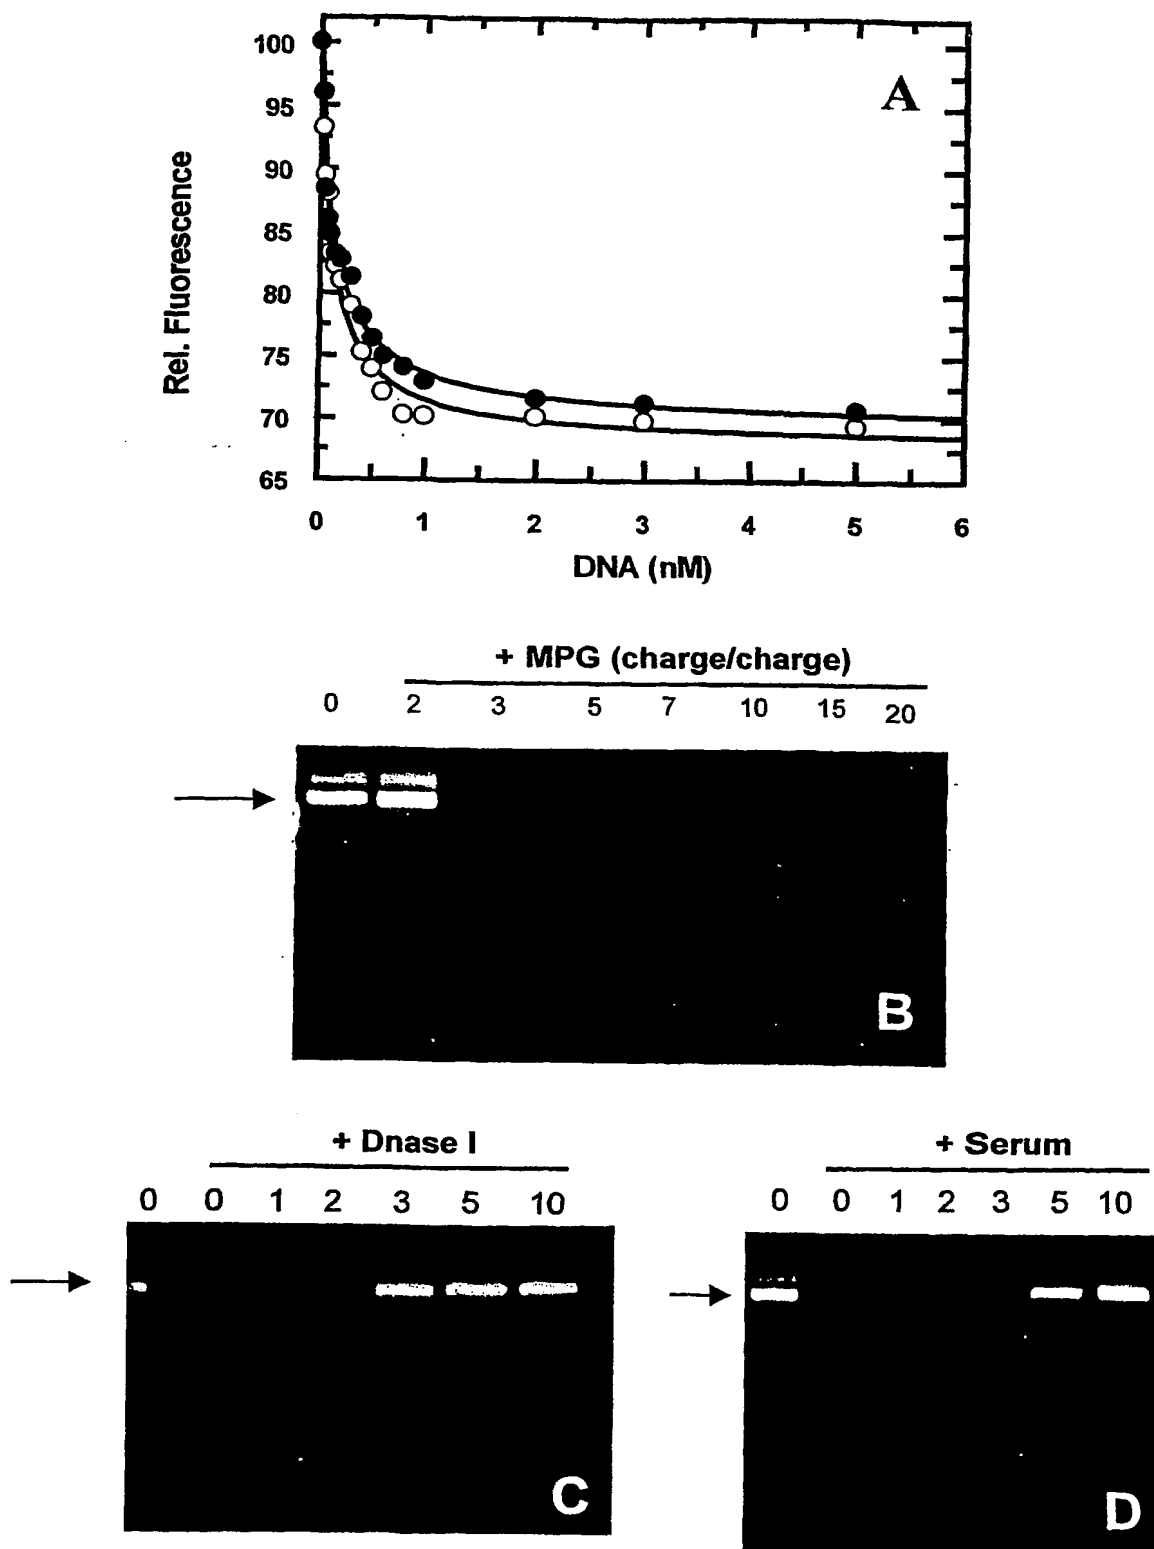 A
100
95
90
85
80
75
70
65
Rel. Fluorescence
0 1 2 3 4 5 6
DNA (nM)
+ MPG (charge/charge)
0 2 3 5 7 10 15 20
B
+ Dnase I
0 0 1 2 3 5 10
C
+ Serum
0 0 1 2 3 5 10
D